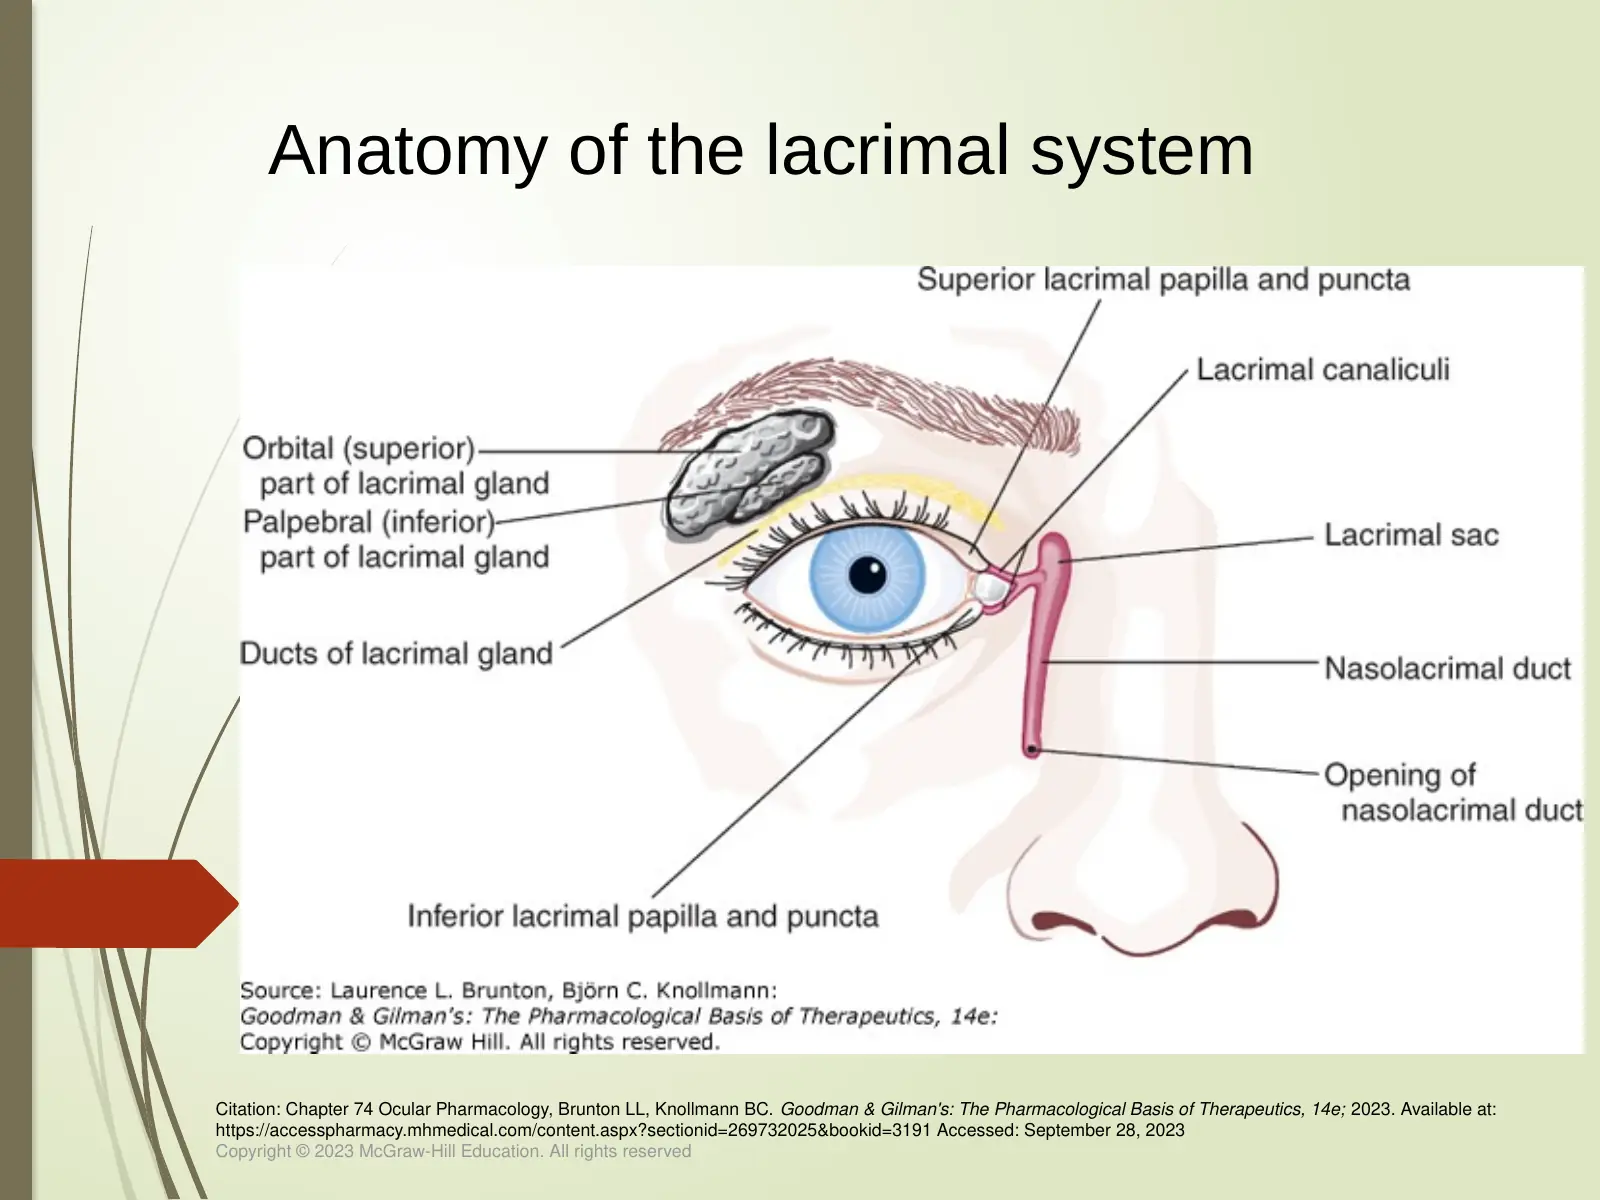 Anatomy of the lacrimal system
Superior lacrimal papilla and puncta
Lacrimal canaliculi
Orbital (superior)
part of lacrimal gland
Palpebral (inferior)
part of lacrimal gland
Lacrimal sac
Ducts of lacrimal gland
Nasolacrimal duct
Opening of
nasolacrimal duct
Inferior lacrimal papilla and puncta
Source: Laurence L. Brunton, Björn C. Knollmann:
Goodman & Gilman's: The Pharmacological Basis of Therapeutics, 14e:
Copyright © McGraw Hill. All rights reserved.
Citation: Chapter 74 Ocular Pharmacology, Brunton LL, Knollmann BC. Goodman & Gilman's: The Pharmacological Basis of Therapeutics, 14e; 2023. Available at:
https://accesspharmacy.mhmedical.com/content.aspx?sectionid=269732025&bookid=3191 Accessed: September 28, 2023
Copyright © 2023 McGraw-Hill Education. All rights reserved